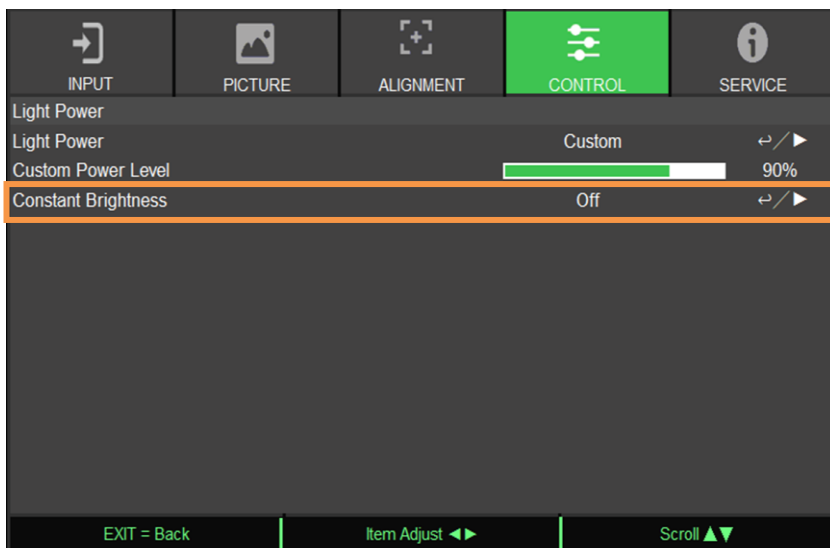 INPUT PICTURE ALIGNMENT CONTROL SERVICE
Light Power
Light Power Custom ↩/▶
Custom Power Level 90%
Constant Brightness Off ↩/▶
EXIT = Back Item Adjust ◀▶ Scroll ▲▼